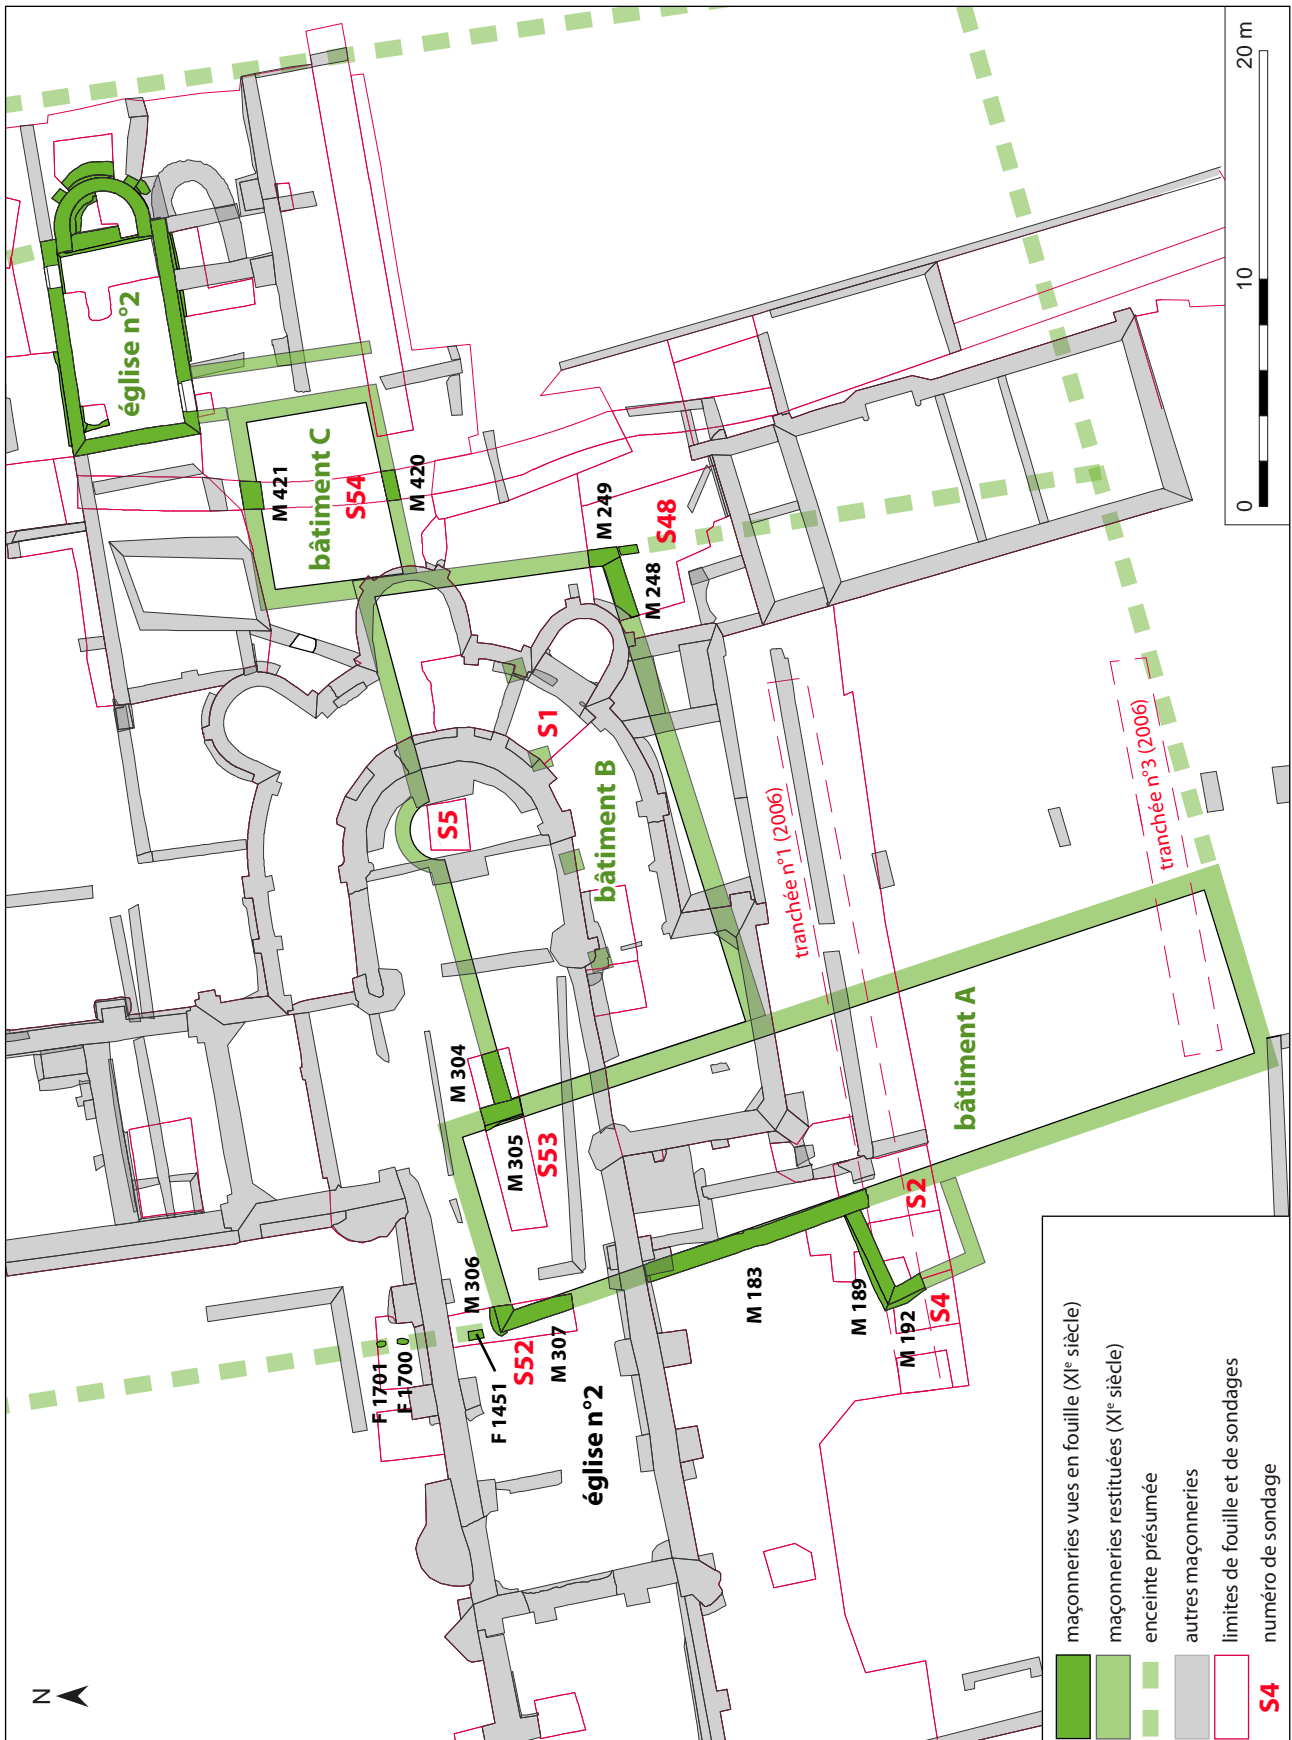 N
église n°2
bâtiment C
M 421
S54
M 420
M 249
S48
M 248
S1
S5
bâtiment B
tranchée n°1 (2006)
tranchée n°3 (2006)
bâtiment A
M 304
M 305
S53
M 306
M 307
S52
F 1701
F 1700
F 1451
église n°2
M 183
M 189
M 192
S2
S4
0 10 20 m
maçonneries vues en fouille (XIe siècle)
maçonneries restituées (XIe siècle)
enceinte présumée
autres maçonneries
limites de fouille et de sondages
S4 numéro de sondage